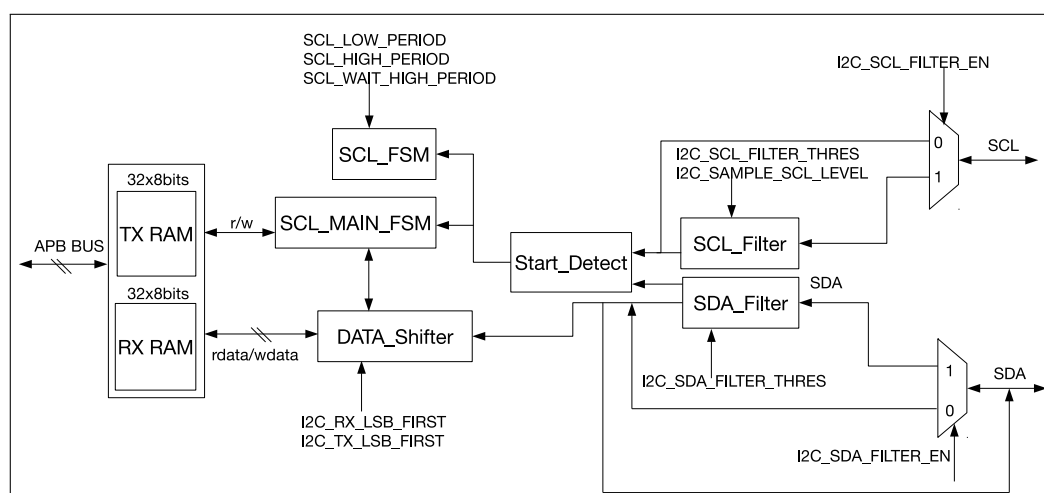 SCL_LOW_PERIOD
SCL_HIGH_PERIOD
SCL_WAIT_HIGH_PERIOD
I2C_SCL_FILTER_EN
SCL_FSM
0
SCL
1
I2C_SCL_FILTER_THRES
I2C_SAMPLE_SCL_LEVEL
32x8bits
TX RAM
r/w
SCL_MAIN_FSM
SCL_Filter
APB BUS
Start_Detect
SDA
32x8bits
RX RAM
rdata/wdata
DATA_Shifter
SDA_Filter
1
SDA
0
I2C_SDA_FILTER_THRES
I2C_RX_LSB_FIRST
I2C_TX_LSB_FIRST
I2C_SDA_FILTER_EN